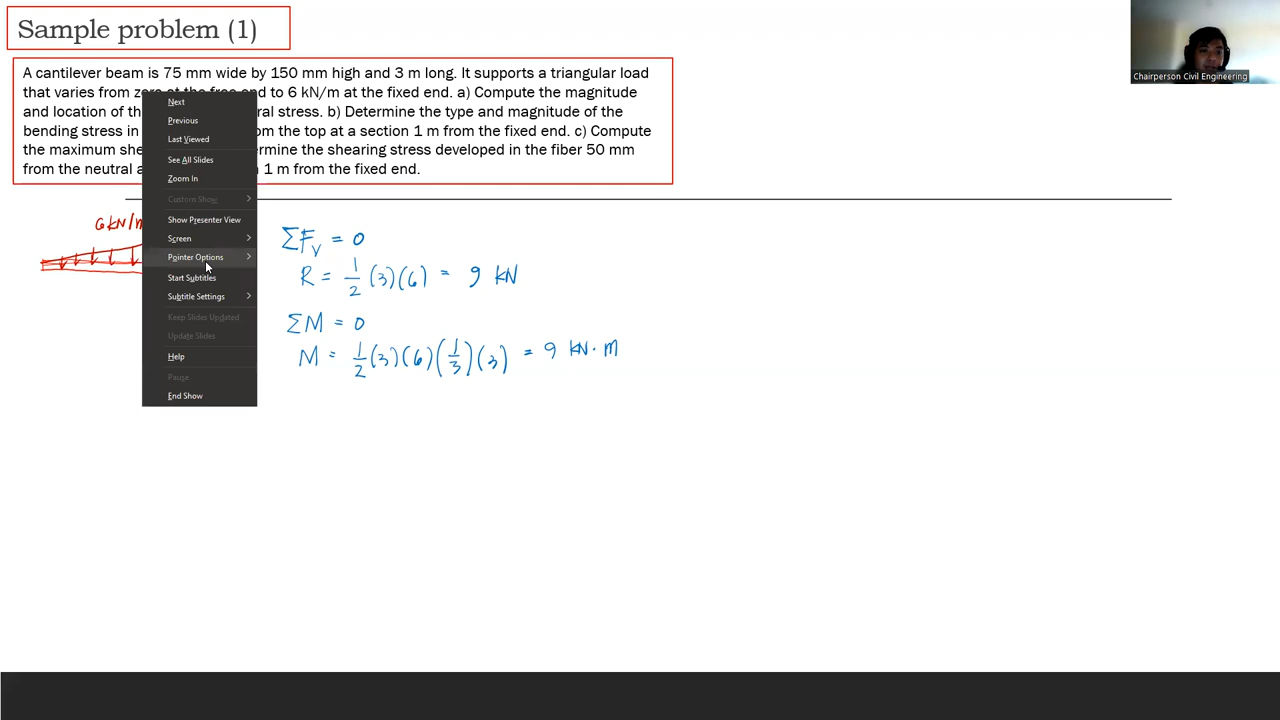 Sample problem (1)
Chairperson Civil Engineering
A cantilever beam is 75 mm wide by 150 mm high and 3 m long. It supports a triangular load
that varies from zero at the free end to 6 kN/m at the fixed end. a) Compute the magnitude
and location of th ral stress. b) Determine the type and magnitude of the
bending stress in om the top at a section 1 m from the fixed end. c) Compute
the maximum she ermine the shearing stress developed in the fiber 50 mm
from the neutral a 1 m from the fixed end.
Next
Previous
Last Viewed
See All Slides
Zoom In
Custom Show
Show Presenter View
Screen
Pointer Options
Start Subtitles
Subtitle Settings
Keep Slides Updated
Update Slides
Help
Pause
End Show
6 kN/m
ΣFv = 0
R = 1/2 (3)(6) = 9 kN
ΣM = 0
M = 1/2 (3)(6)(1/3)(3) = 9 kN·m